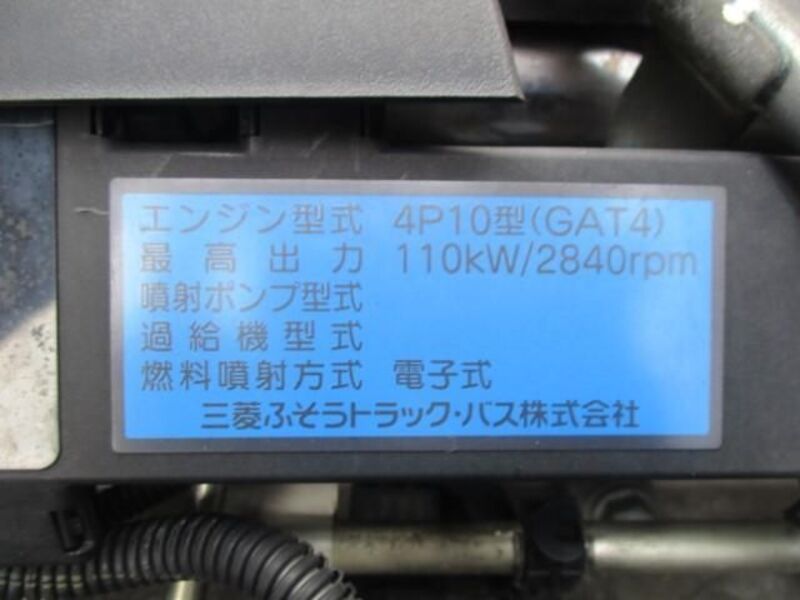 エンジン型式 4P10型(GAT4)
最高出力 110kW/2840rpm
噴射ポンプ型式
過給機型式
燃料噴射方式 電子式
三菱ふそうトラック・バス株式会社